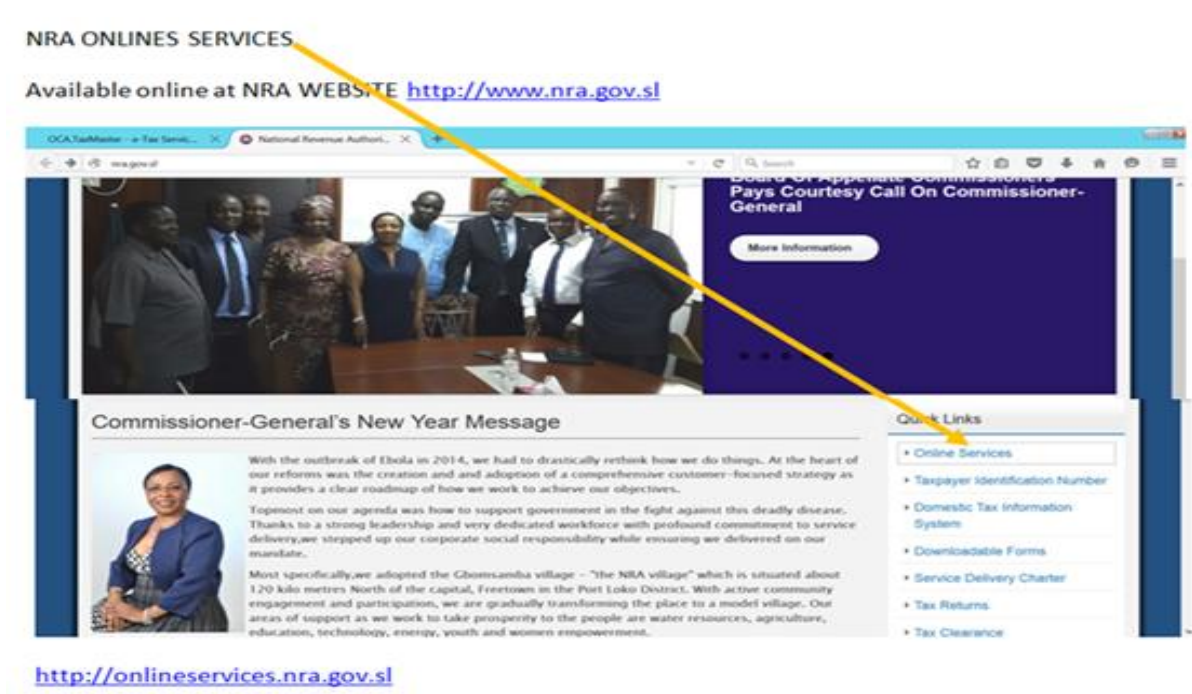 NRA ONLINES SERVICES
Available online at NRA WEBSITE http://www.nra.gov.sl
OCA.TaxMaster - e-Tax Servic... National Revenue Authori...
nra.gov.sl
Search
Board Of Appellate Commissioners
Pays Courtesy Call On Commissioner-
General
More Information
Commissioner-General's New Year Message
With the outbreak of Ebola in 2014, we had to drastically rethink how we do things. At the heart of
our reforms was the creation and and adoption of a comprehensive customer-focused strategy as
it provides a clear roadmap of how we work to achieve our objectives.
Topmost on our agenda was how to support government in the fight against this deadly disease.
Thanks to a strong leadership and very dedicated workforce with profound commitment to service
delivery,we stepped up our corporate social responsibility while ensuring we delivered on our
mandate.
Most specifically,we adopted the Gbomsamba village - "the NRA village" which is situated about
120 kilo metres North of the capital, Freetown in the Port Loko District. With active community
engagement and participation, we are gradually transforming the place to a model village. Our
areas of support as we work to take prosperity to the people are water resources, agriculture,
education, technology, energy, youth and women empowerment.
Quick Links
Online Services
Taxpayer Identification Number
Domestic Tax Information
System
Downloadable Forms
Service Delivery Charter
Tax Returns
Tax Clearance
http://onlineservices.nra.gov.sl